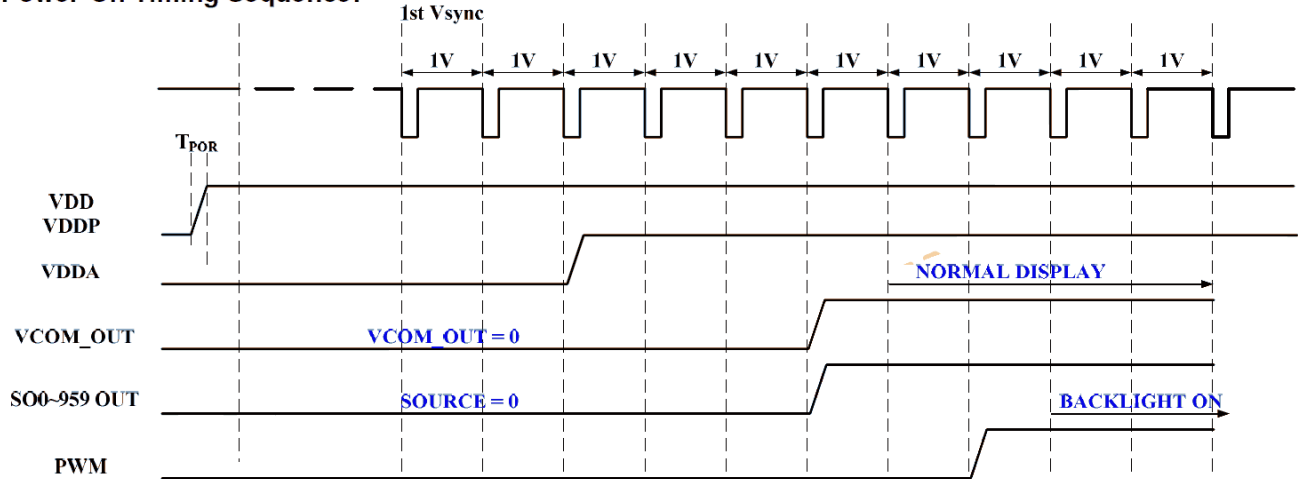 Power On Timing Sequence:
1st Vsync
1V 1V 1V 1V 1V 1V 1V 1V 1V 1V
TPOR
VDD
VDDP
VDDA
NORMAL DISPLAY
VCOM_OUT
VCOM_OUT = 0
SO0~959 OUT
SOURCE = 0
BACKLIGHT ON
PWM